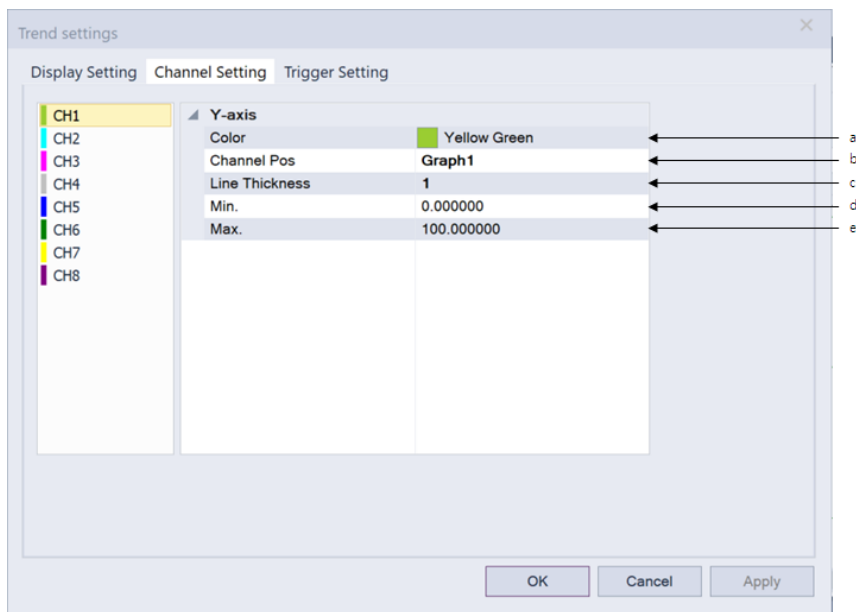 Trend settings
Display Setting Channel Setting Trigger Setting
CH1
CH2
CH3
CH4
CH5
CH6
CH7
CH8
Y-axis
Color Yellow Green
Channel Pos Graph1
Line Thickness 1
Min. 0.000000
Max. 100.000000
a
b
c
d
e
OK Cancel Apply